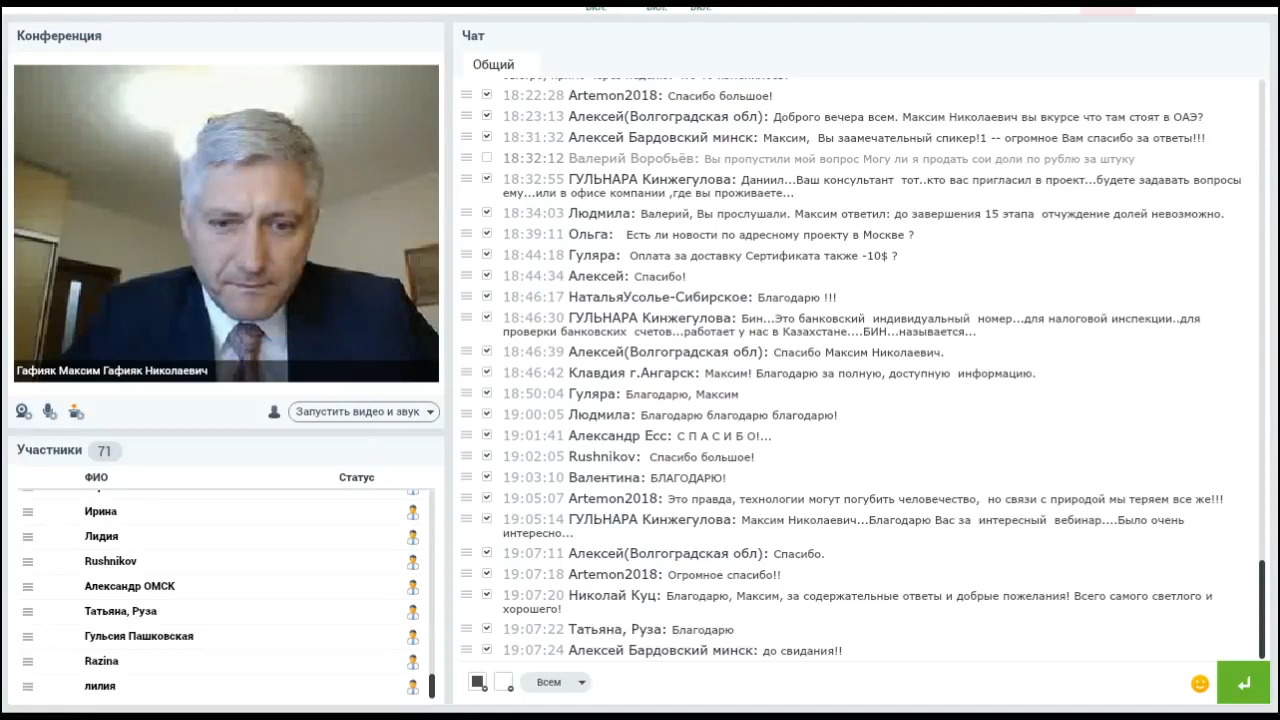 вкл. вкл. вкл.
Конференция
Гафияк Максим Гафияк Николаевич
Запустить видео и звук
Участники 71
ФИО Статус
Ирина
Лидия
Rushnikov
Александр ОМСК
Татьяна, Руза
Гульсия Пашковская
Razina
лилия
Чат
Общий
18:22:28 Artemon2018: Спасибо большое!
18:23:13 Алексей(Волгоградская обл): Доброго вечера всем. Максим Николаевич вы вкурсе что там стоят в ОАЭ?
18:31:32 Алексей Бардовский минск: Максим, Вы заамечательный спикер!1 -- огромное Вам спасибо за ответы!!!
18:32:12 Валерий Воробьёв: Вы пропустили мой вопрос Могу ли я продать сои доли по рублю за штуку
18:32:55 ГУЛЬНАРА Кинжегулова: Даниил...Ваш консультант тот..кто вас пригласил в проект...будете задавать вопросы
ему...или в офисе компании ,где вы проживаете...
18:34:03 Людмила: Валерий, Вы прослушали. Максим ответил: до завершения 15 этапа отчуждение долей невозможно.
18:39:11 Ольга: Есть ли новости по адресному проекту в Москве ?
18:44:18 Гуляра: Оплата за доставку Сертификата также -10$ ?
18:44:34 Алексей: Спасибо!
18:46:17 НатальяУсолье-Сибирское: Благодарю !!!
18:46:30 ГУЛЬНАРА Кинжегулова: Бин...Это банковский индивидуальный номер...для налоговой инспекции..для
проверки банковских счетов...работает у нас в Казахстане....БИН...называется...
18:46:39 Алексей(Волгоградская обл): Спасибо Максим Николаевич.
18:46:42 Клавдия г.Ангарск: Максим! Благодарю за полную, доступную информацию.
18:50:04 Гуляра: Благодарю, Максим
19:00:05 Людмила: Благодарю благодарю благодарю!
19:01:41 Александр Есс: С П А С И Б О!...
19:02:05 Rushnikov: Спасибо большое!
19:03:10 Валентина: БЛАГОДАРЮ!
19:05:07 Artemon2018: Это правда, технологии могут погубить человечество, но связи с природой мы теряем все же!!!
19:05:14 ГУЛЬНАРА Кинжегулова: Максим Николаевич...Благодарю Вас за интересный вебинар....Было очень
интересно...
19:07:11 Алексей(Волгоградская обл): Спасибо.
19:07:18 Artemon2018: Огромное спасибо!!
19:07:20 Николай Куц: Благодарю, Максим, за содержательные ответы и добрые пожелания! Всего самого светлого и
хорошего!
19:07:22 Татьяна, Руза: Благодарю
19:07:24 Алексей Бардовский минск: до свидания!!
Всем